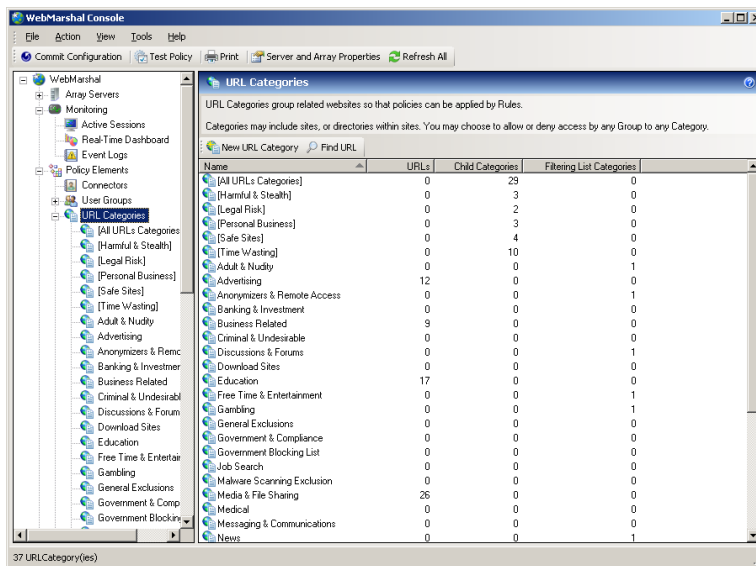 WebMarshal Console
File Action View Tools Help
Commit Configuration Test Policy Print Server and Array Properties Refresh All
WebMarshal
Array Servers
Monitoring
Active Sessions
Real-Time Dashboard
Event Logs
Policy Elements
Connectors
User Groups
URL Categories
[All URLs Categories
[Harmful & Stealth]
[Legal Risk]
[Personal Business]
[Safe Sites]
[Time Wasting]
Adult & Nudity
Advertising
Anonymizers & Remc
Banking & Investmer
Business Related
Criminal & Undesirabl
Discussions & Forum
Download Sites
Education
Free Time & Entertair
Gambling
General Exclusions
Government & Comp
Government Blocking
URL Categories
URL Categories group related websites so that policies can be applied by Rules.
Categories may include sites, or directories within sites. You may choose to allow or deny access by any Group to any Category.
New URL Category Find URL
Name URLs Child Categories Filtering List Categories
[All URLs Categories] 0 29 0
[Harmful & Stealth] 0 3 0
[Legal Risk] 0 2 0
[Personal Business] 0 3 0
[Safe Sites] 0 4 0
[Time Wasting] 0 10 0
Adult & Nudity 0 0 1
Advertising 12 0 0
Anonymizers & Remote Access 0 0 1
Banking & Investment 0 0 0
Business Related 9 0 0
Criminal & Undesirable 0 0 0
Discussions & Forums 0 0 1
Download Sites 0 0 0
Education 17 0 0
Free Time & Entertainment 0 0 1
Gambling 0 0 1
General Exclusions 0 0 0
Government & Compliance 0 0 0
Government Blocking List 0 0 0
Job Search 0 0 0
Malware Scanning Exclusion 0 0 0
Media & File Sharing 26 0 0
Medical 0 0 0
Messaging & Communications 0 0 0
News 0 0 1
37 URLCategory(ies)